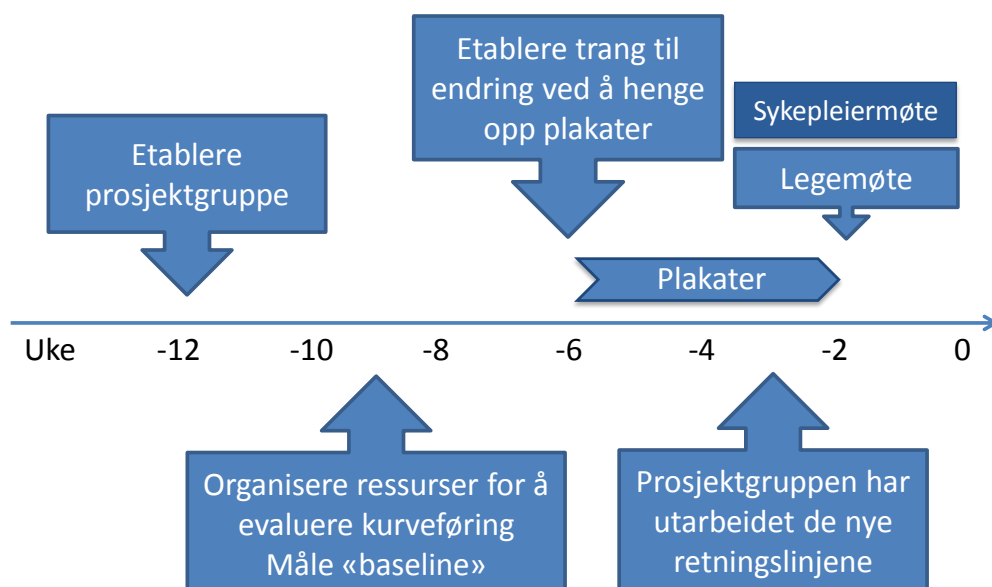 Etablere
prosjektgruppe
Etablere trang til
endring ved å henge
opp plakater
Sykepleiermøte
Legemøte
Plakater
Uke -12 -10 -8 -6 -4 -2 0
Organisere ressurser for å
evaluere kurveføring
Måle «baseline»
Prosjektgruppen har
utarbeidet de nye
retningslinjene